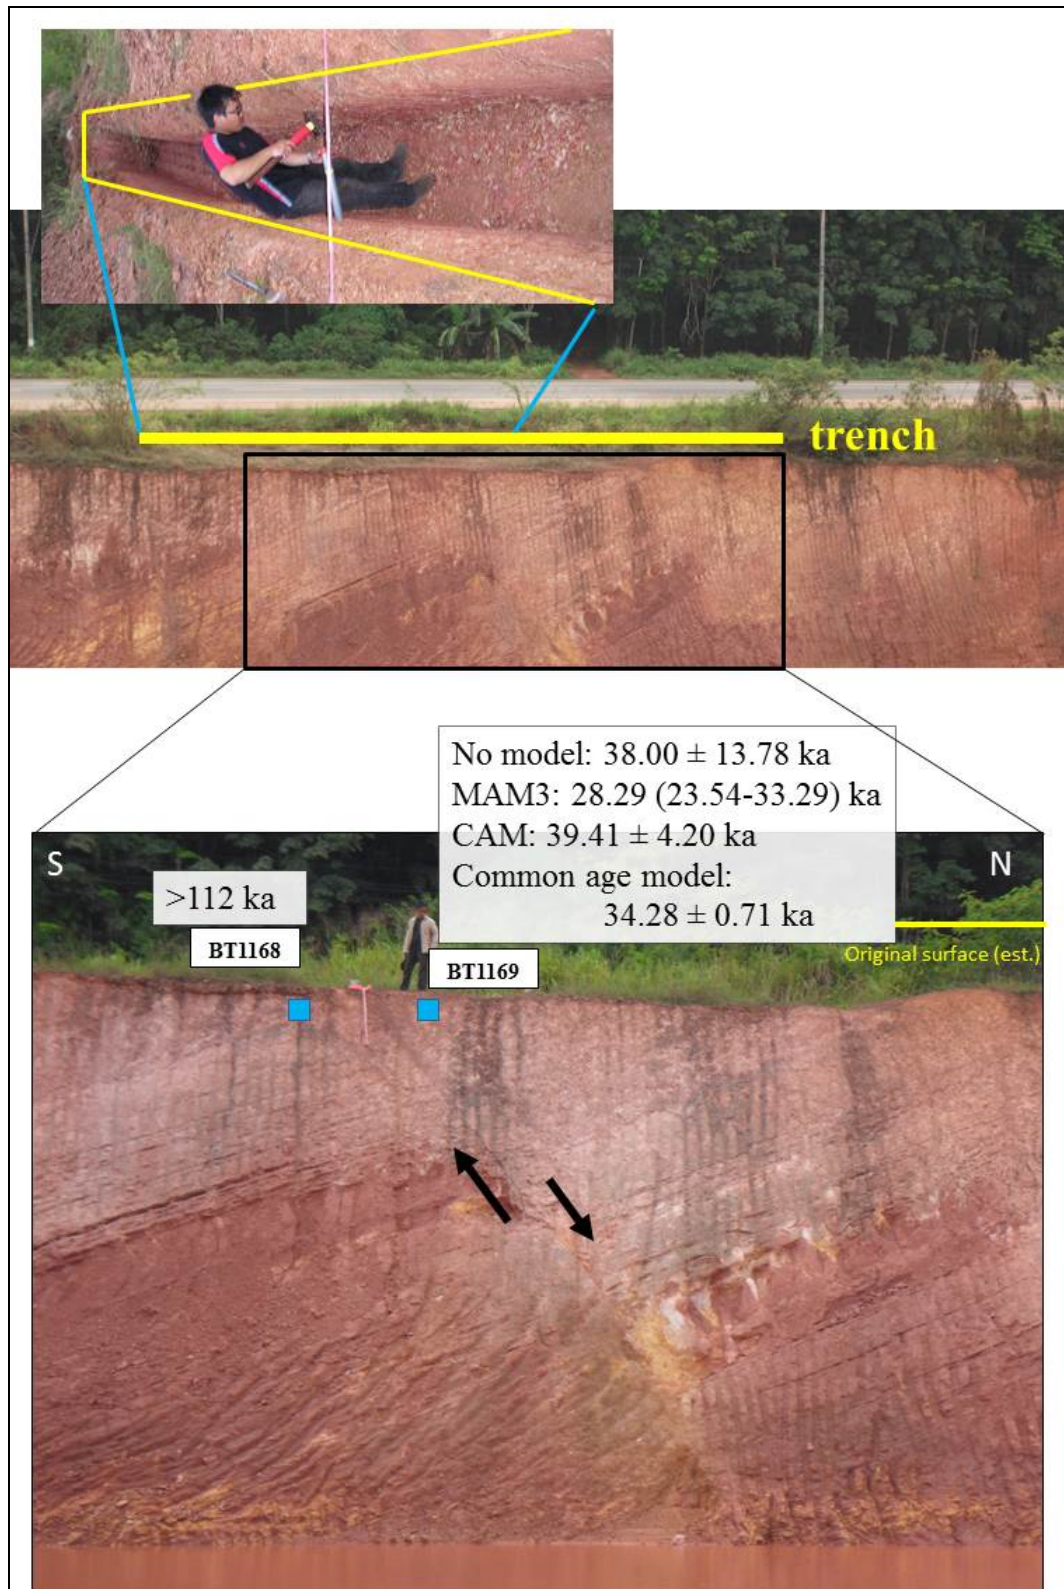 trench
No model: 38.00 ± 13.78 ka
MAM3: 28.29 (23.54-33.29) ka
CAM: 39.41 ± 4.20 ka
Common age model:
34.28 ± 0.71 ka
S
N
>112 ka
BT1168
BT1169
Original surface (est.)